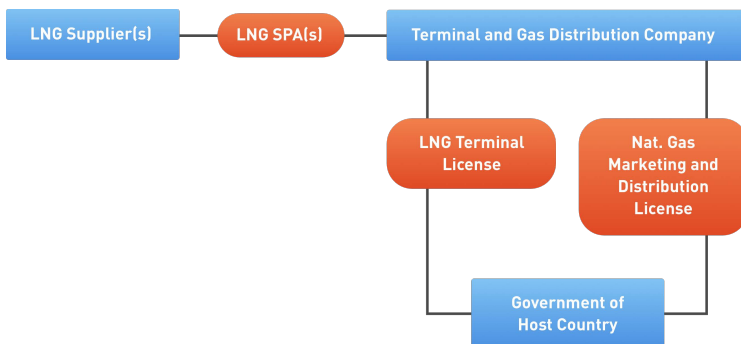 LNG Supplier(s)
LNG SPA(s)
Terminal and Gas Distribution Company
LNG Terminal
License
Nat. Gas
Marketing and
Distribution
License
Government of
Host Country